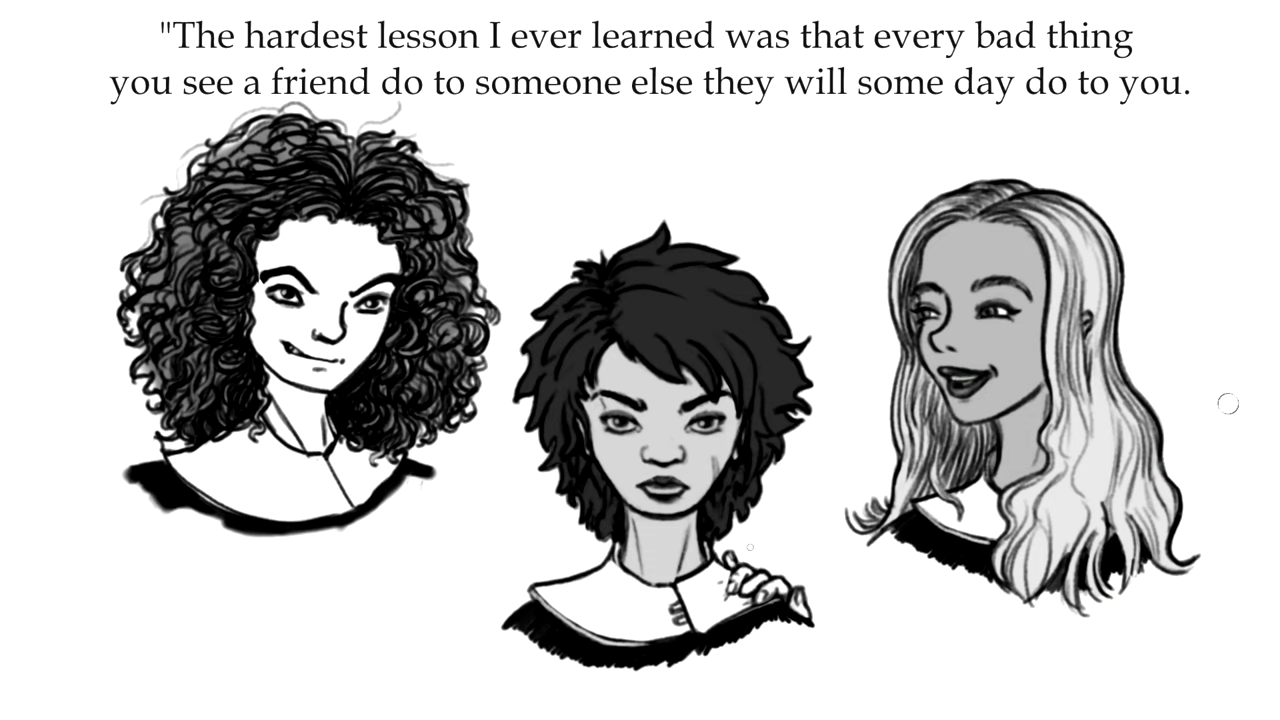 "The hardest lesson I ever learned was that every bad thing
you see a friend do to someone else they will some day do to you.